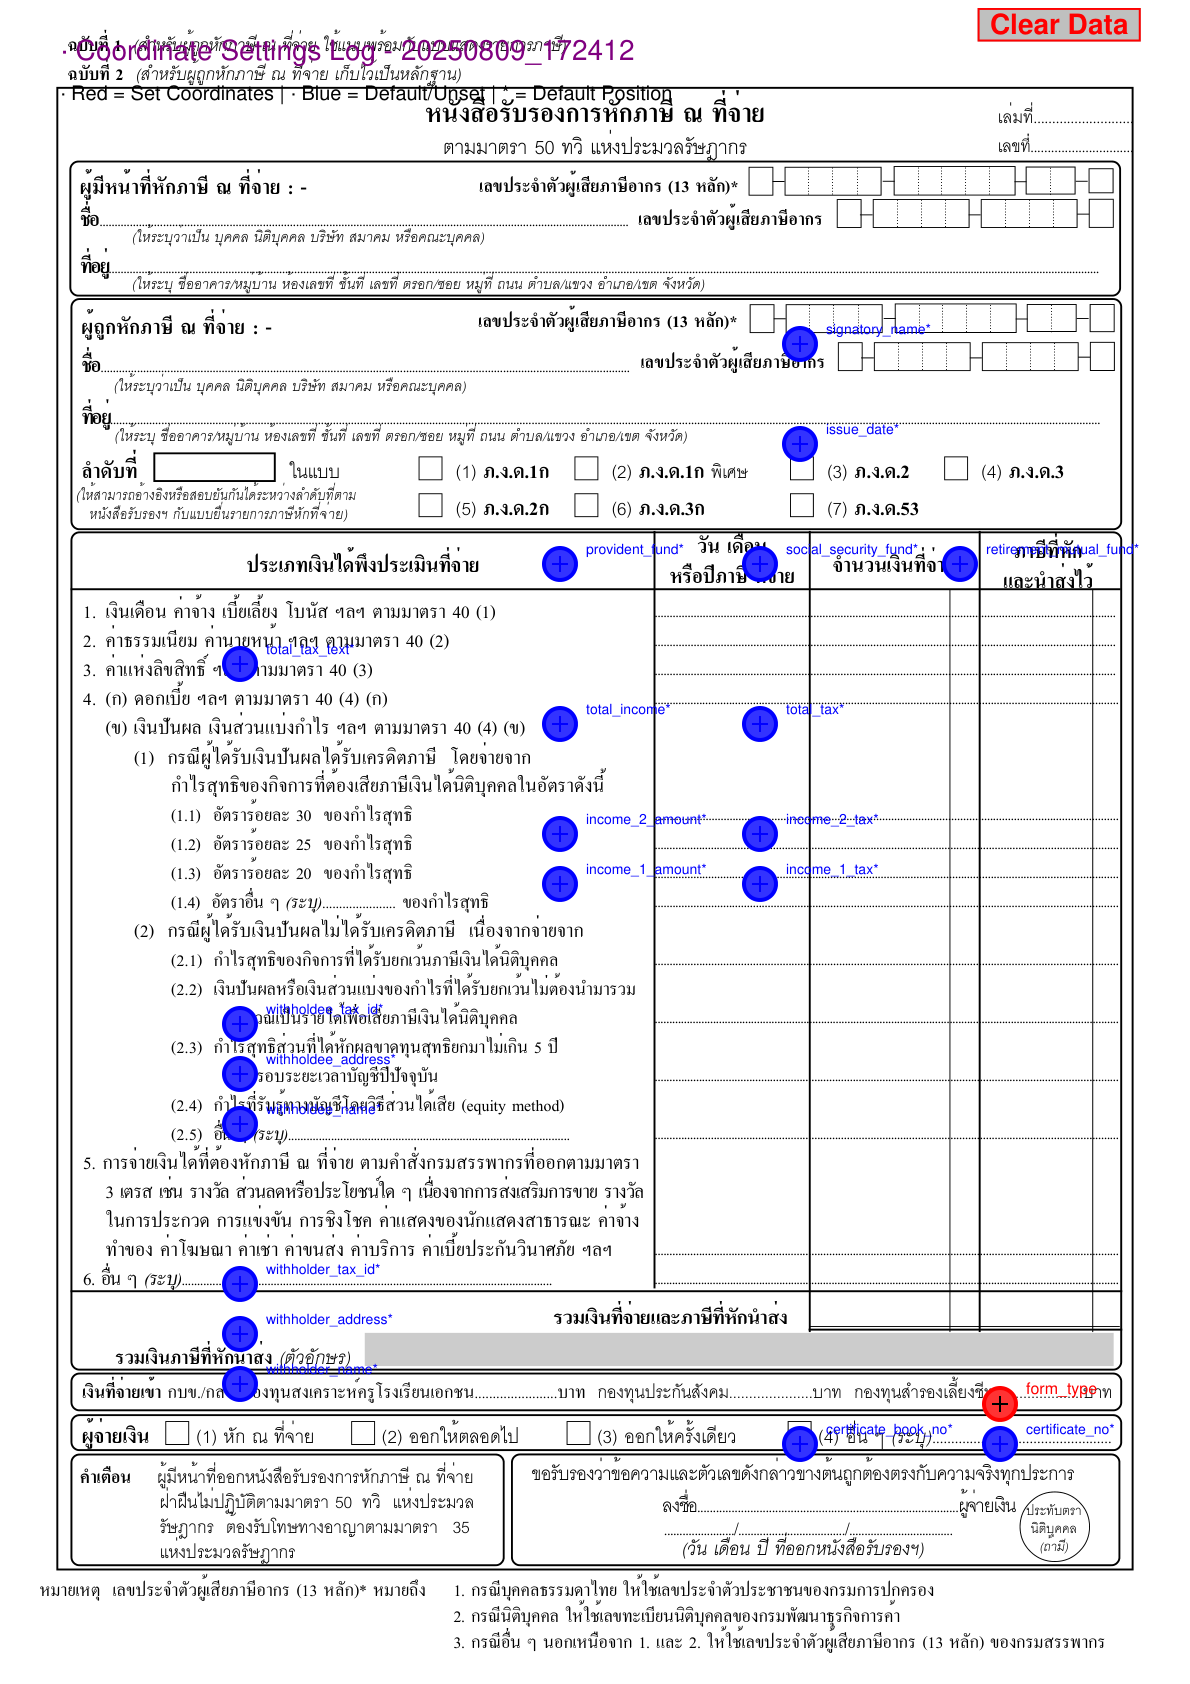 Clear Data
ฉบับที่ 1 (สำหรับผู้ถูกหักภาษี ณ ที่จ่าย ใช้แนบพร้อมกับแบบแสดงรายการภาษี)
· Coordinate Settings Log - 20250809_172412
ฉบับที่ 2 (สำหรับผู้ถูกหักภาษี ณ ที่จ่าย เก็บไว้เป็นหลักฐาน)
· Red = Set Coordinates | · Blue = Default/Unset | * = Default Position
หนังสือรับรองการหักภาษี ณ ที่จ่าย
เล่มที่
ตามมาตรา 50 ทวิ แห่งประมวลรัษฎากร
เลขที่
ผู้มีหน้าที่หักภาษี ณ ที่จ่าย : -
เลขประจำตัวผู้เสียภาษีอากร (13 หลัก)*
ชื่อ
เลขประจำตัวผู้เสียภาษีอากร
(ให้ระบุว่าเป็น บุคคล นิติบุคคล บริษัท สมาคม หรือคณะบุคคล)
ที่อยู่
(ให้ระบุ ชื่ออาคาร/หมู่บ้าน ห้องเลขที่ ชั้นที่ เลขที่ ตรอก/ซอย หมู่ที่ ถนน ตำบล/แขวง อำเภอ/เขต จังหวัด)
ผู้ถูกหักภาษี ณ ที่จ่าย : -
เลขประจำตัวผู้เสียภาษีอากร (13 หลัก)*
signatory_name*
ชื่อ
เลขประจำตัวผู้เสียภาษีอากร
(ให้ระบุว่าเป็น บุคคล นิติบุคคล บริษัท สมาคม หรือคณะบุคคล)
ที่อยู่
(ให้ระบุ ชื่ออาคาร/หมู่บ้าน ห้องเลขที่ ชั้นที่ เลขที่ ตรอก/ซอย หมู่ที่ ถนน ตำบล/แขวง อำเภอ/เขต จังหวัด)
issue_date*
ลำดับที่ ในแบบ (1) ภ.ง.ด.1ก (2) ภ.ง.ด.1ก พิเศษ (3) ภ.ง.ด.2 (4) ภ.ง.ด.3
(ให้สามารถอ้างอิงหรือสอบยันกันได้ระหว่างลำดับที่ตาม
หนังสือรับรองฯ กับแบบยื่นรายการภาษีหักที่จ่าย)
(5) ภ.ง.ด.2ก (6) ภ.ง.ด.3ก (7) ภ.ง.ด.53
ประเภทเงินได้พึงประเมินที่จ่าย
provident_fund*
วัน เดือน
หรือปีภาษี ที่จ่าย
social_security_fund*
จำนวนเงินที่จ่าย
retirement_mutual_fund*
ภาษีที่หัก
และนำส่งไว้
1. เงินเดือน ค่าจ้าง เบี้ยเลี้ยง โบนัส ฯลฯ ตามมาตรา 40 (1)
2. ค่าธรรมเนียม ค่านายหน้า ฯลฯ ตามมาตรา 40 (2)
total_tax_text*
3. ค่าแห่งลิขสิทธิ์ ฯลฯ ตามมาตรา 40 (3)
4. (ก) ดอกเบี้ย ฯลฯ ตามมาตรา 40 (4) (ก)
total_income* total_tax*
(ข) เงินปันผล เงินส่วนแบ่งกำไร ฯลฯ ตามมาตรา 40 (4) (ข)
(1) กรณีผู้ได้รับเงินปันผลได้รับเครดิตภาษี โดยจ่ายจาก
กำไรสุทธิของกิจการที่ต้องเสียภาษีเงินได้นิติบุคคลในอัตราดังนี้
(1.1) อัตราร้อยละ 30 ของกำไรสุทธิ
income_2_amount* income_2_tax*
(1.2) อัตราร้อยละ 25 ของกำไรสุทธิ
(1.3) อัตราร้อยละ 20 ของกำไรสุทธิ
income_1_amount* income_1_tax*
(1.4) อัตราอื่น ๆ (ระบุ) ของกำไรสุทธิ
(2) กรณีผู้ได้รับเงินปันผลไม่ได้รับเครดิตภาษี เนื่องจากจ่ายจาก
(2.1) กำไรสุทธิของกิจการที่ได้รับยกเว้นภาษีเงินได้นิติบุคคล
(2.2) เงินปันผลหรือเงินส่วนแบ่งของกำไรที่ได้รับยกเว้นไม่ต้องนำมารวม
withholdee_tax_id*
คำนวณเป็นรายได้เพื่อเสียภาษีเงินได้นิติบุคคล
(2.3) กำไรสุทธิส่วนที่ได้หักผลขาดทุนสุทธิยกมาไม่เกิน 5 ปี
withholdee_address*
ก่อนรอบระยะเวลาบัญชีปีปัจจุบัน
(2.4) กำไรที่รับรู้ทางบัญชีโดยวิธีส่วนได้เสีย (equity method)
withholdee_name*
(2.5) อื่น ๆ (ระบุ)
5. การจ่ายเงินได้ที่ต้องหักภาษี ณ ที่จ่าย ตามคำสั่งกรมสรรพากรที่ออกตามมาตรา
3 เตรส เช่น รางวัล ส่วนลดหรือประโยชน์ใด ๆ เนื่องจากการส่งเสริมการขาย รางวัล
ในการประกวด การแข่งขัน การชิงโชค ค่าแสดงของนักแสดงสาธารณะ ค่าจ้าง
ทำของ ค่าโฆษณา ค่าเช่า ค่าขนส่ง ค่าบริการ ค่าเบี้ยประกันวินาศภัย ฯลฯ
withholder_tax_id*
6. อื่น ๆ (ระบุ)
withholder_address*
รวมเงินที่จ่ายและภาษีที่หักนำส่ง
รวมเงินภาษีที่หักนำส่ง (ตัวอักษร)
withholder_name*
เงินที่จ่ายเข้า กบข./กสจ./กองทุนสงเคราะห์ครูโรงเรียนเอกชน บาท กองทุนประกันสังคม บาท กองทุนสำรองเลี้ยงชีพ บาท
form_type
ผู้จ่ายเงิน (1) หัก ณ ที่จ่าย (2) ออกให้ตลอดไป (3) ออกให้ครั้งเดียว (4) อื่น ๆ (ระบุ)
certificate_book_no* certificate_no*
คำเตือน ผู้มีหน้าที่ออกหนังสือรับรองการหักภาษี ณ ที่จ่าย
ฝ่าฝืนไม่ปฏิบัติตามมาตรา 50 ทวิ แห่งประมวล
รัษฎากร ต้องรับโทษทางอาญาตามมาตรา 35
แห่งประมวลรัษฎากร
ขอรับรองว่าข้อความและตัวเลขดังกล่าวข้างต้นถูกต้องตรงกับความจริงทุกประการ
ลงชื่อ ผู้จ่ายเงิน
/ /
(วัน เดือน ปี ที่ออกหนังสือรับรองฯ)
ประทับตรา
นิติบุคคล
(ถ้ามี)
หมายเหตุ เลขประจำตัวผู้เสียภาษีอากร (13 หลัก)* หมายถึง 1. กรณีบุคคลธรรมดาไทย ให้ใช้เลขประจำตัวประชาชนของกรมการปกครอง
2. กรณีนิติบุคคล ให้ใช้เลขทะเบียนนิติบุคคลของกรมพัฒนาธุรกิจการค้า
3. กรณีอื่น ๆ นอกเหนือจาก 1. และ 2. ให้ใช้เลขประจำตัวผู้เสียภาษีอากร (13 หลัก) ของกรมสรรพากร